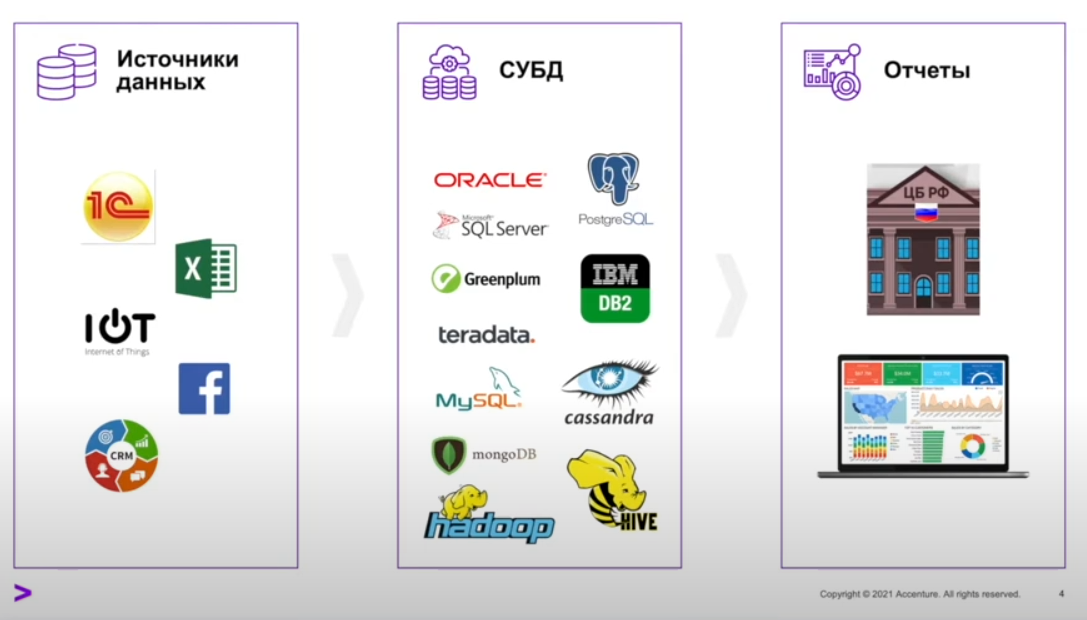 Источники
данных
1С
X
IOT
Internet of Things
f
CRM
СУБД
ORACLE®
PostgreSQL
Microsoft®
SQL Server®
Greenplum
IBM
DB2
teradata.
MySQL®
cassandra
mongoDB
hadoop
HIVE
Отчеты
ЦБ РФ
>
Copyright © 2021 Accenture. All rights reserved.
4